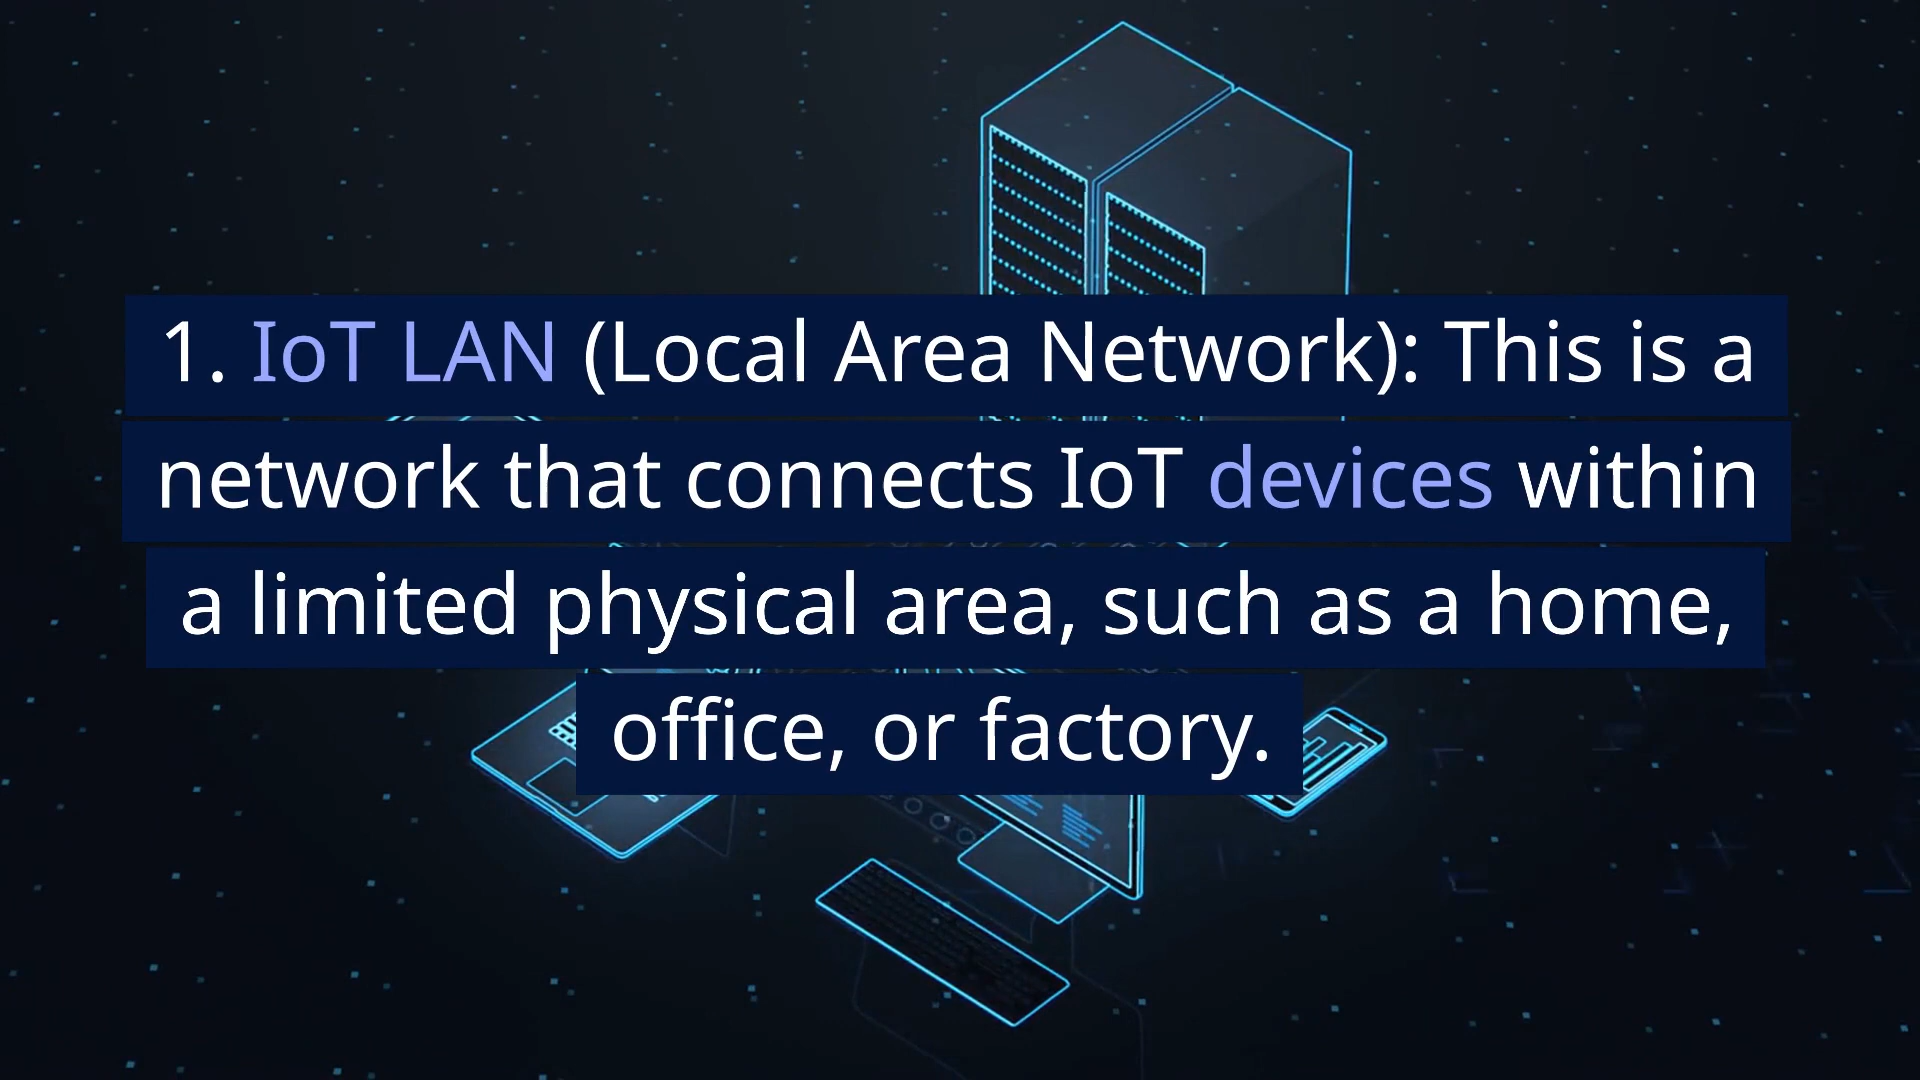 1. IoT LAN (Local Area Network): This is a
network that connects IoT devices within
a limited physical area, such as a home,
office, or factory.